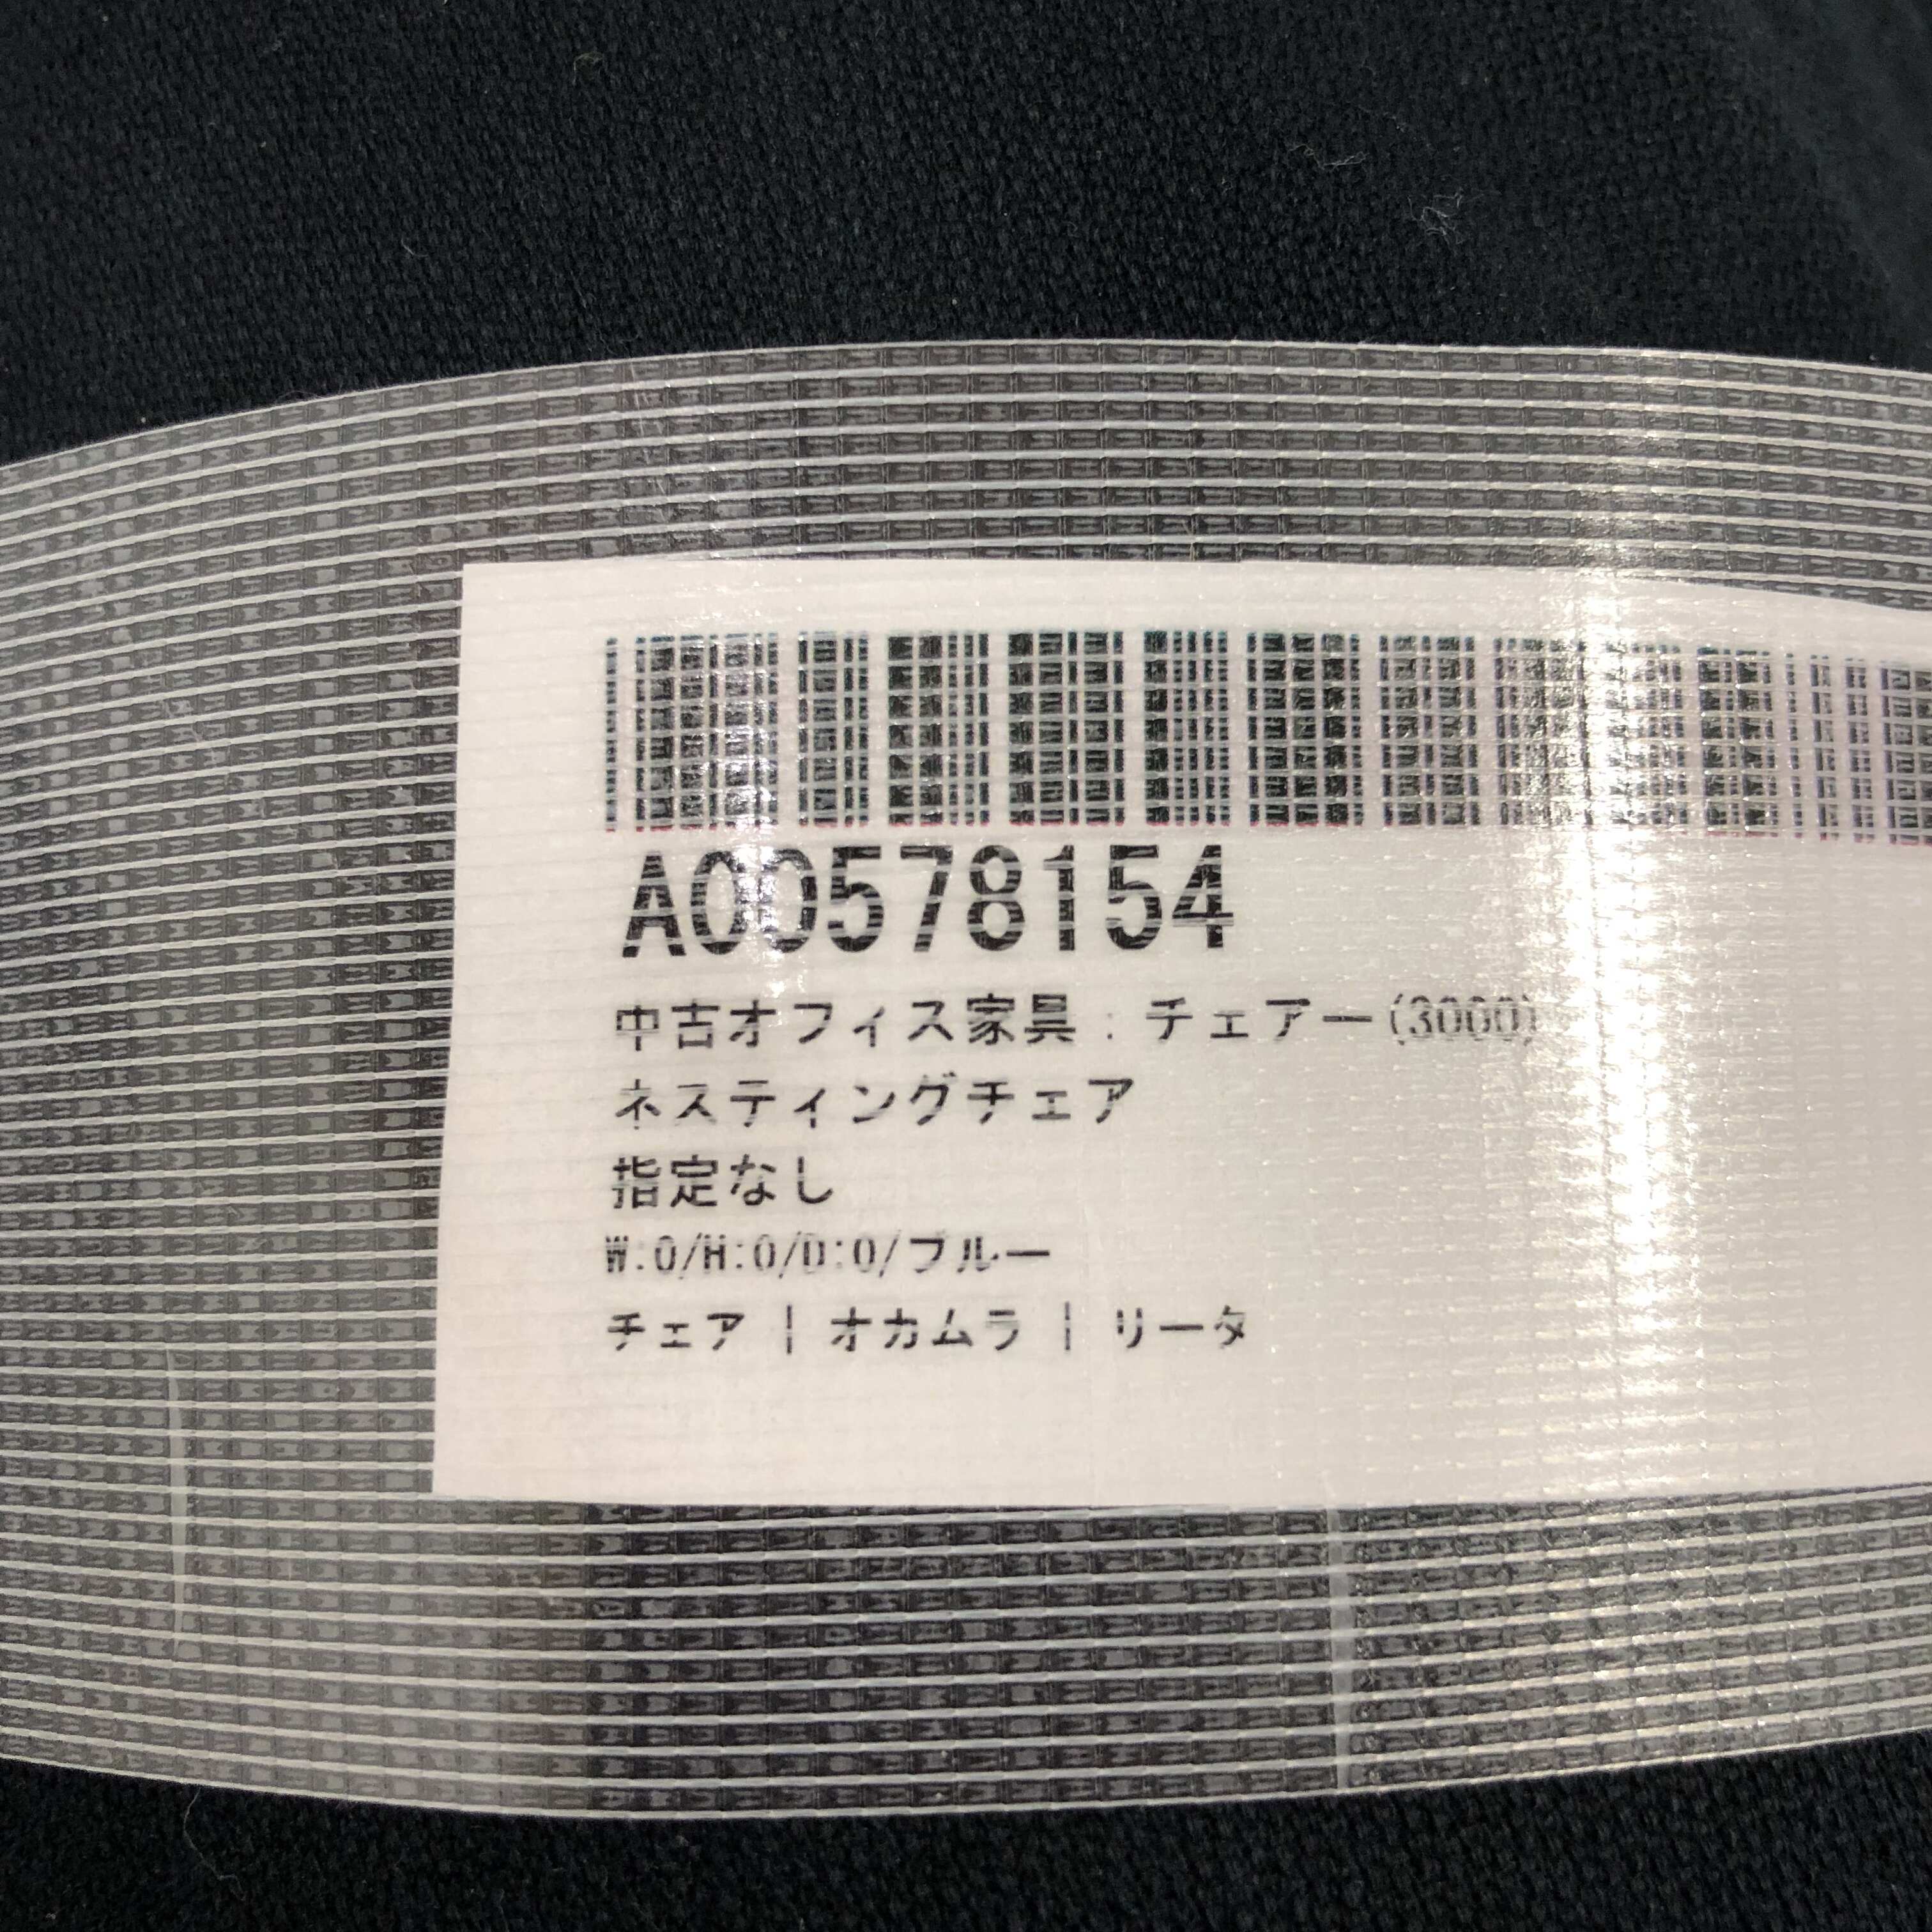 A00578154
中古オフィス家具：チェアー(3000)
ネスティングチェア
指定なし
W:0/H:0/D:0/ブルー
チェア｜オカムラ｜リータ